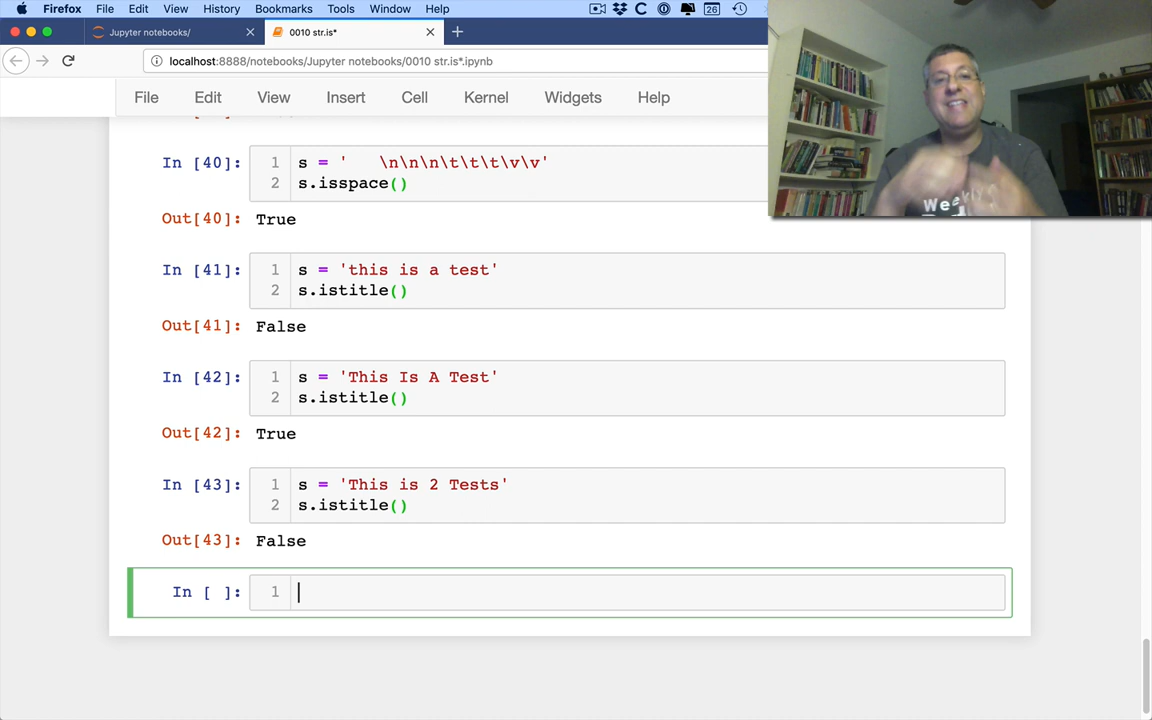 Firefox File Edit View History Bookmarks Tools Window Help 26
Jupyter notebooks/ 0010 str.is*
localhost:8888/notebooks/Jupyter notebooks/0010 str.is*.ipynb
File Edit View Insert Cell Kernel Widgets Help
In [40]: 1 s = '   \n\n\n\t\t\t\v\v'
2 s.isspace()
Out[40]: True
In [41]: 1 s = 'this is a test'
2 s.istitle()
Out[41]: False
In [42]: 1 s = 'This Is A Test'
2 s.istitle()
Out[42]: True
In [43]: 1 s = 'This is 2 Tests'
2 s.istitle()
Out[43]: False
In [ ]: 1